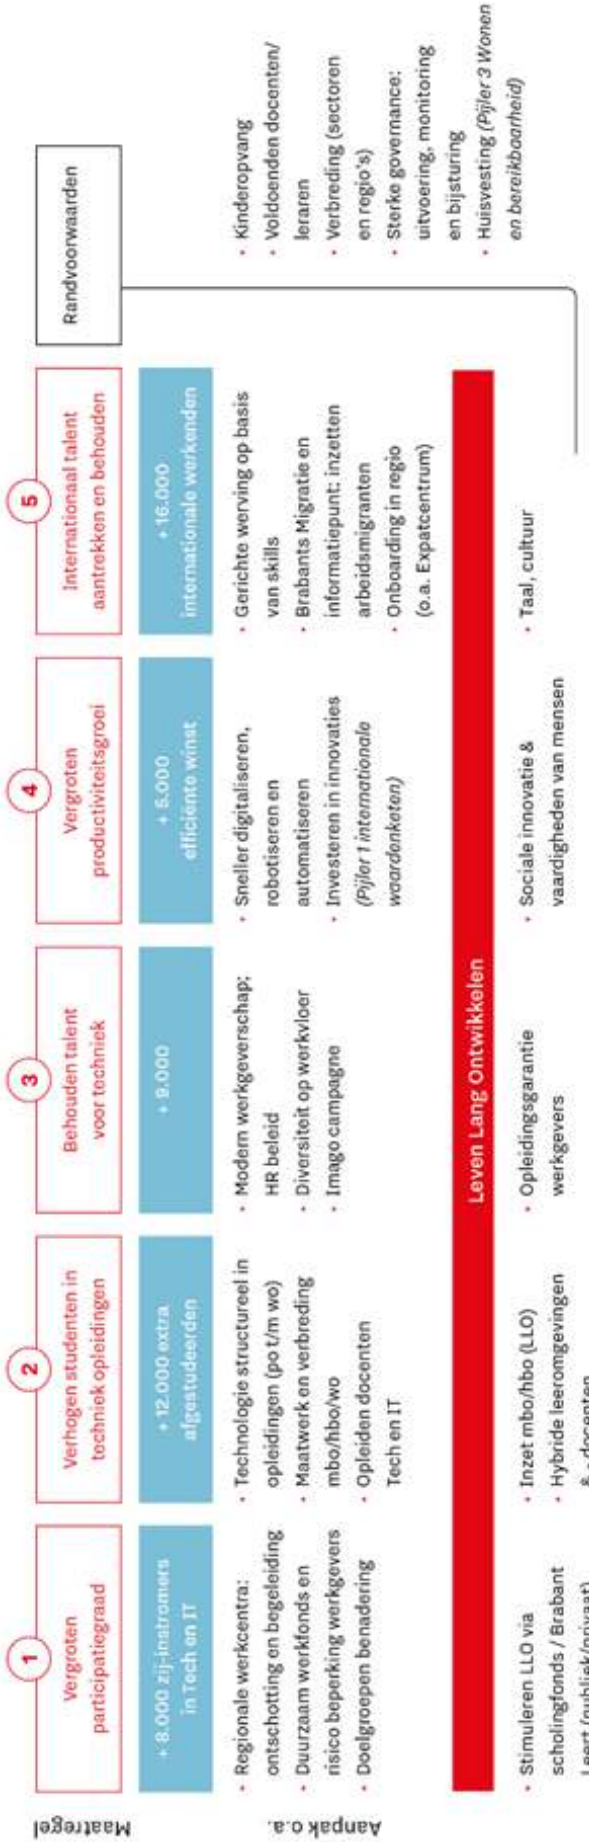 Maatregel
1
Vergroten
participatiegraad
+ 8.000 zij-instromers
in Tech en IT
Aanpak o.a.
• Regionale werkcentra:
ontschotting en begeleiding
• Duurzaam werkfonds en
risico beperking werkgevers
• Doelgroepen benadering
2
Verhogen studenten in
techniek opleidingen
+ 12.000 extra
afgestudeerden
• Technologie structureel in
opleidingen (po t/m wo)
• Maatwerk en verbreding
mbo/hbo/wo
• Opleiden docenten
Tech en IT
3
Behouden talent
voor techniek
+ 9.000
• Modern werkgeverschap:
HR beleid
• Diversiteit op werkvloer
• Imago campagne
4
Vergroten
productiviteitsgroei
+ 5.000
efficiënte winst
• Sneller digitaliseren,
robotiseren en
automatiseren
• Investeren in innovaties
(Pijler 1 internationale
waardenketen)
5
Internationaal talent
aantrekken en behouden
+ 16.000
internationale werkenden
• Gerichte werving op basis
van skills
• Brabants Migratie en
informatiepunt: inzetten
arbeidsmigranten
• Onboarding in regio
(o.a. Expatcentrum)
Randvoorwaarden
• Kinderopvang
• Voldoenden docenten/
leraren
• Verbreding (sectoren
en regio's)
• Sterke governance:
uitvoering, monitoring
en bijsturing
• Huisvesting (Pijler 3 Wonen
en bereikbaarheid)
Leven Lang Ontwikkelen
• Stimuleren LLO via
scholingfonds / Brabant
Leert (publiek/privaat)
• Inzet mbo/hbo (LLO)
• Hybride leeromgevingen
& -docenten
• Opleidingsgarantie
werkgevers
• Sociale innovatie &
vaardigheden van mensen
• Taal, cultuur